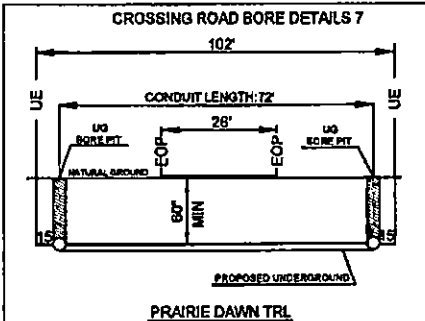 CROSSING ROAD BORE DETAILS 7
102'
UE
UE
CONDUIT LENGTH:72'
UG
BORE PIT
26'
UG
BORE PIT
EOP
EOP
NATURAL GROUND
60"
MIN
15'
15'
PROPOSED UNDERGROUND
PRAIRIE DAWN TRL